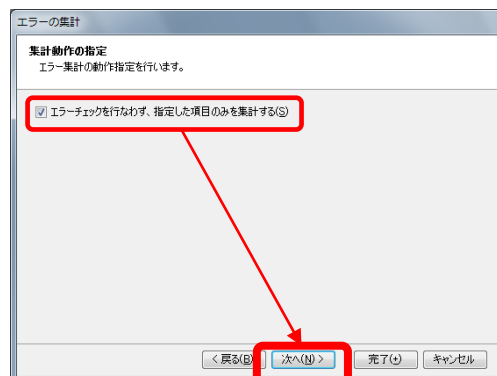 エラーの集計
集計動作の指定
エラー集計の動作指定を行います。
エラーチェックを行なわず、指定した項目のみを集計する(S)
< 戻る(B) 次へ(N) > 完了(+) キャンセル